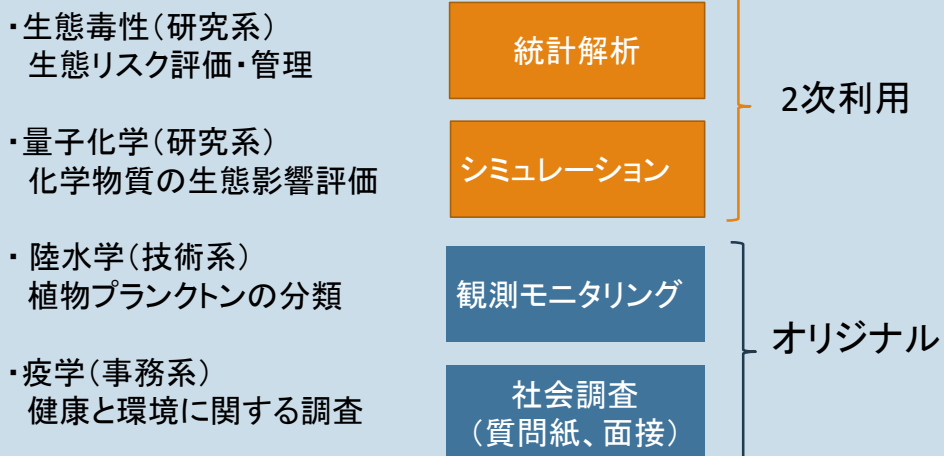 ・生態毒性(研究系)
生態リスク評価・管理
統計解析
2次利用
・量子化学(研究系)
化学物質の生態影響評価
シミュレーション
・ 陸水学(技術系)
植物プランクトンの分類
観測モニタリング
オリジナル
・疫学(事務系)
健康と環境に関する調査
社会調査
(質問紙、面接)